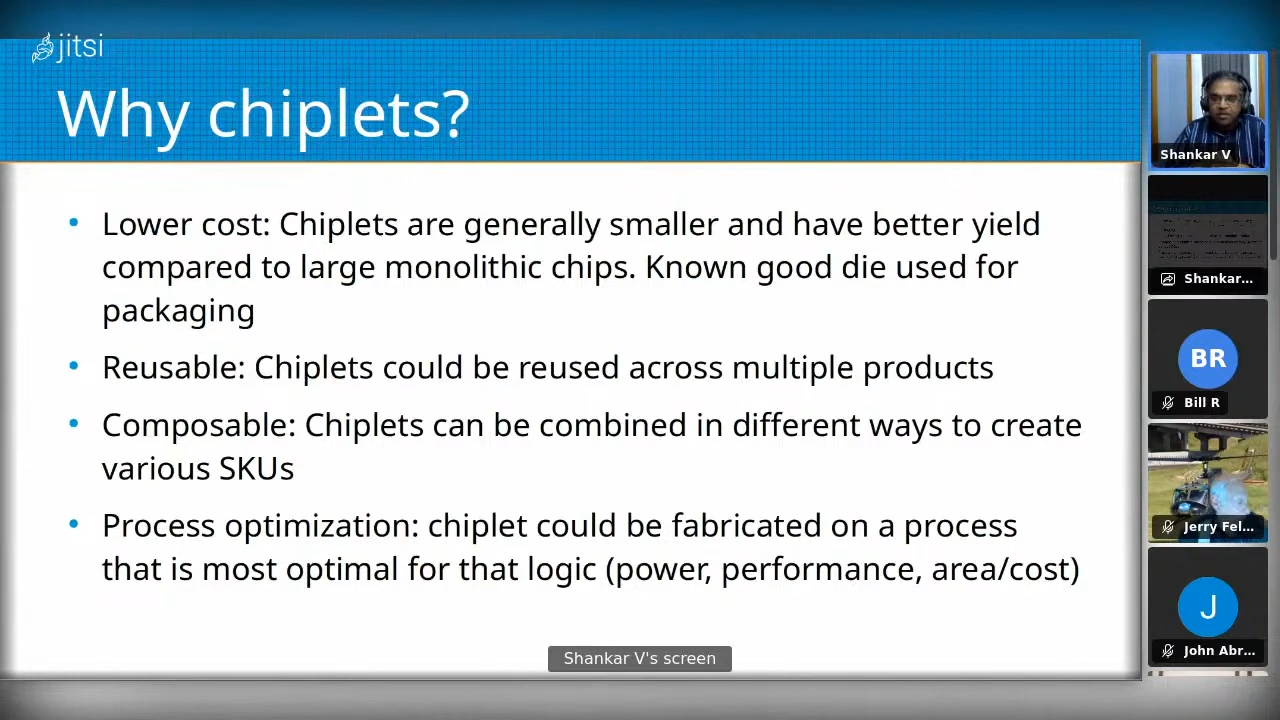 jitsi
Why chiplets?
• Lower cost: Chiplets are generally smaller and have better yield
compared to large monolithic chips. Known good die used for
packaging
• Reusable: Chiplets could be reused across multiple products
• Composable: Chiplets can be combined in different ways to create
various SKUs
• Process optimization: chiplet could be fabricated on a process
that is most optimal for that logic (power, performance, area/cost)
Shankar V's screen
Shankar V
Shankar...
BR
Bill R
Jerry Fel...
J
John Abr...